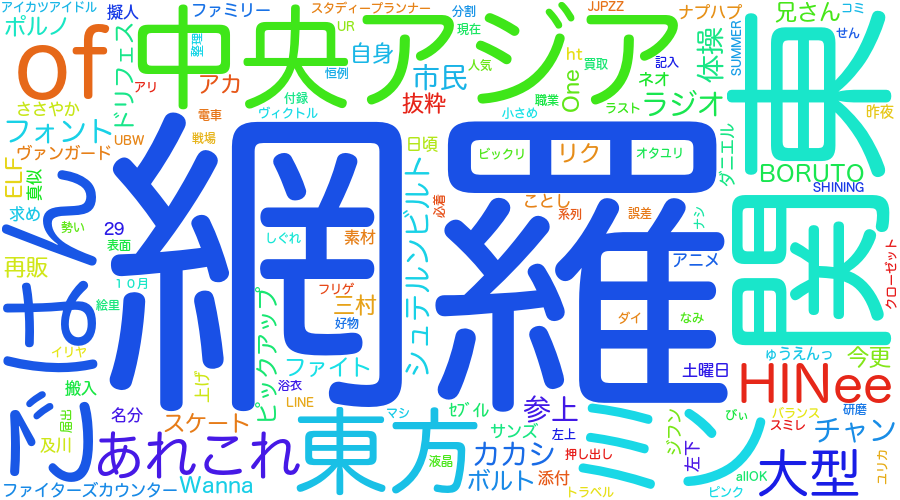 アイカツアイドル
擬人
ファミリー
スタディープランナー
分割
JJPZZ
ナプハプ
兄さん
コミ
ポルノ
of
中央アジア
UR
現在
SUMMER
せん
整理
自身
恒例
市民
人気
ht
買取
記入
体操
東
ドリフェス
アリ
アカ
付録
抜粋
職業
One
ネオ
ラジオ
ささやか
電車
ヴィクトル
小さめ
ラスト
昨夜
フォント
UBW
戦場
日頃
ビックリ
リク
オタユリ
ダニエル
ヴァンガード
網羅
BORUTO
ELF
真似
SHINING
求め
必着
ことし
系列
誤差
ナシ
関
勢い
29
表面
しぐれ
素材
シュテルンビルト
アニメ
クローゼット
ごはん
再販
10月
フリゲ
絵里
ピックアップ
三村
好物
ダイ
なみ
イリヤ
ファイト
ゅうえんっ
今更
搬入
上げ
浴衣
LINE
土曜日
HINee
届出
名分
スケート
東方
マシ
ｾﾌﾞｲﾙ
参上
ミン
ジフン
ぴぃ
バランス
研磨
及川
あれこれ
サンズ
左上
スミレ
チャン
液晶
カカシ
押し出し
左下
大型
ユリカ
ファイターズカウンター
Wanna
ボルト
添付
トラベル
allOK
ピンク